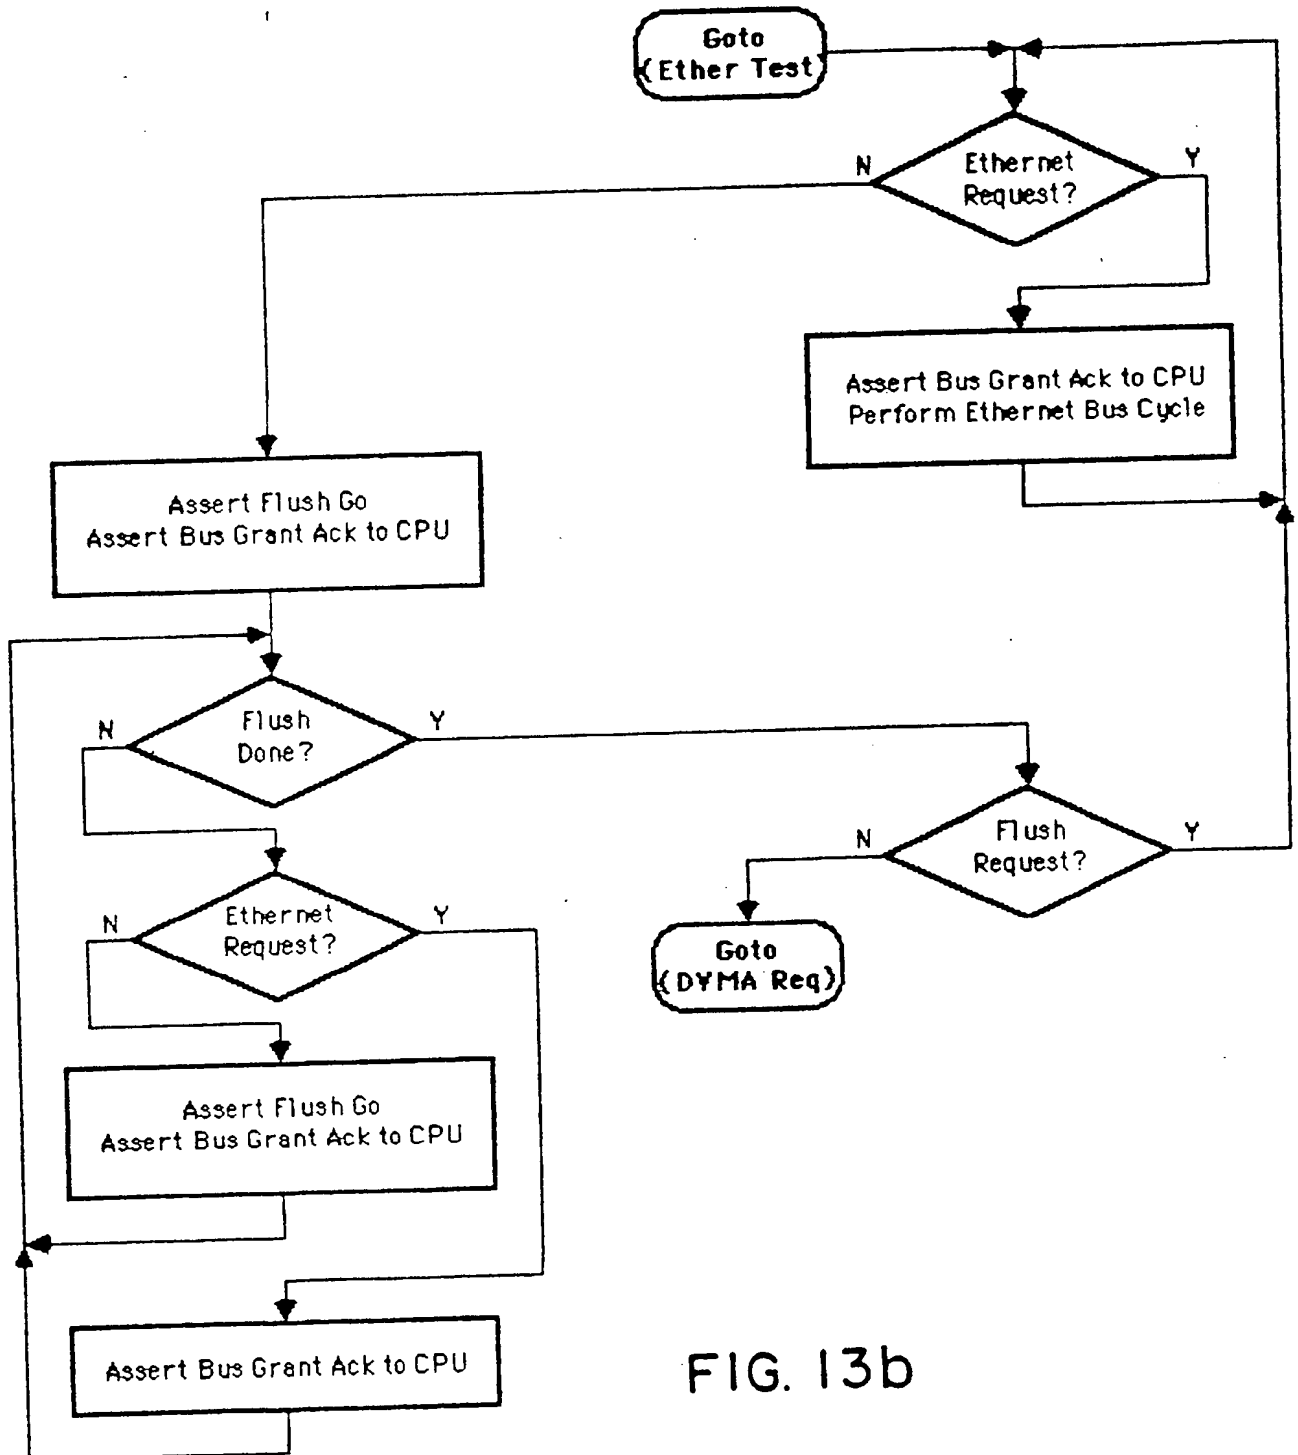 Goto
(Ether Test
Ethernet
Request?
N
Y
Assert Bus Grant Ack to CPU
Perform Ethernet Bus Cycle
Assert Flush Go
Assert Bus Grant Ack to CPU
Flush
Done?
N
Y
Flush
Request?
N
Y
Ethernet
Request?
N
Y
Goto
(DYMA Req)
Assert Flush Go
Assert Bus Grant Ack to CPU
Assert Bus Grant Ack to CPU
FIG. 13b